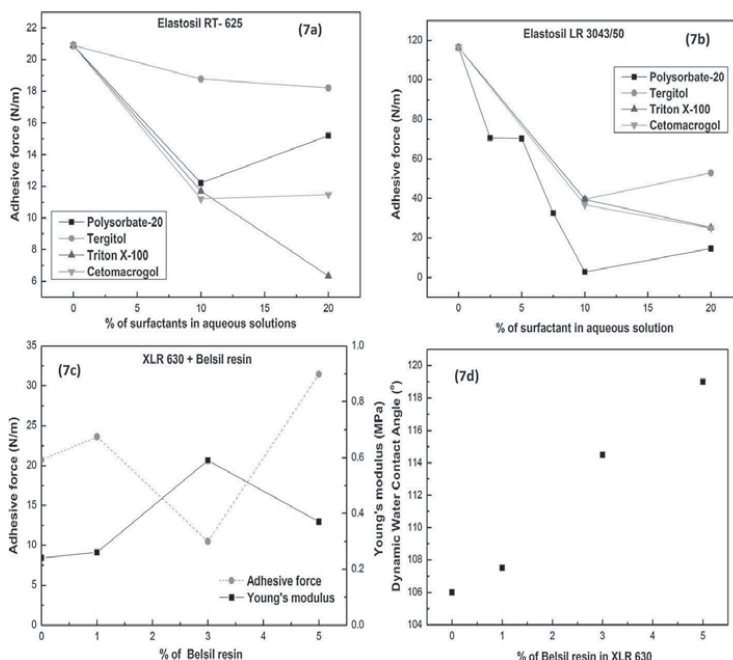 Elastosil RT- 625
(7a)
Adhesive force (N/m)
22
20
18
16
14
12
10
8
6
Polysorbate-20
Tergitol
Triton X-100
Cetomacrogol
0 5 10 15 20
% of surfactants in aqueous solutions
Elastosil LR 3043/50
(7b)
Adhesive force (N/m)
120
100
80
60
40
20
0
Polysorbate-20
Tergitol
Triton X-100
Cetomacrogol
0 5 10 15 20
% of surfactant in aqueous solution
XLR 630 + Belsil resin
(7c)
Adhesive force (N/m)
35
30
25
20
15
10
5
0
Adhesive force
Young's modulus
0 1 2 3 4 5
% of Belsil resin
1.0
0.8
0.6
0.4
0.2
0.0
Young's modulus (MPa)
(7d)
Dynamic Water Contact Angle (°)
120
118
116
114
112
110
108
106
104
0 1 2 3 4 5
% of Belsil resin in XLR 630